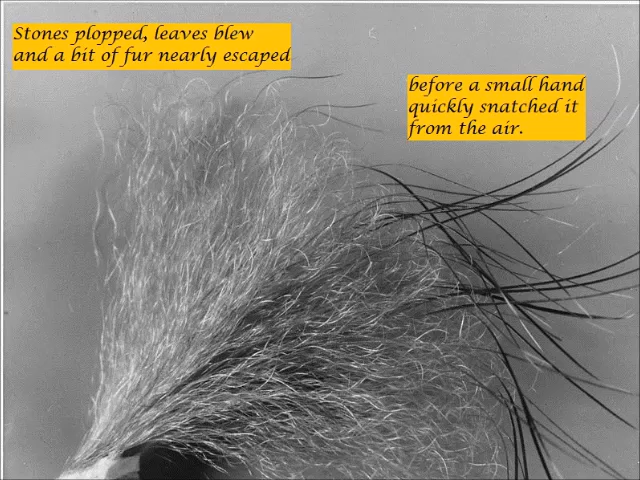 Stones plopped, leaves blew
and a bit of fur nearly escaped
before a small hand
quickly snatched it
from the air.